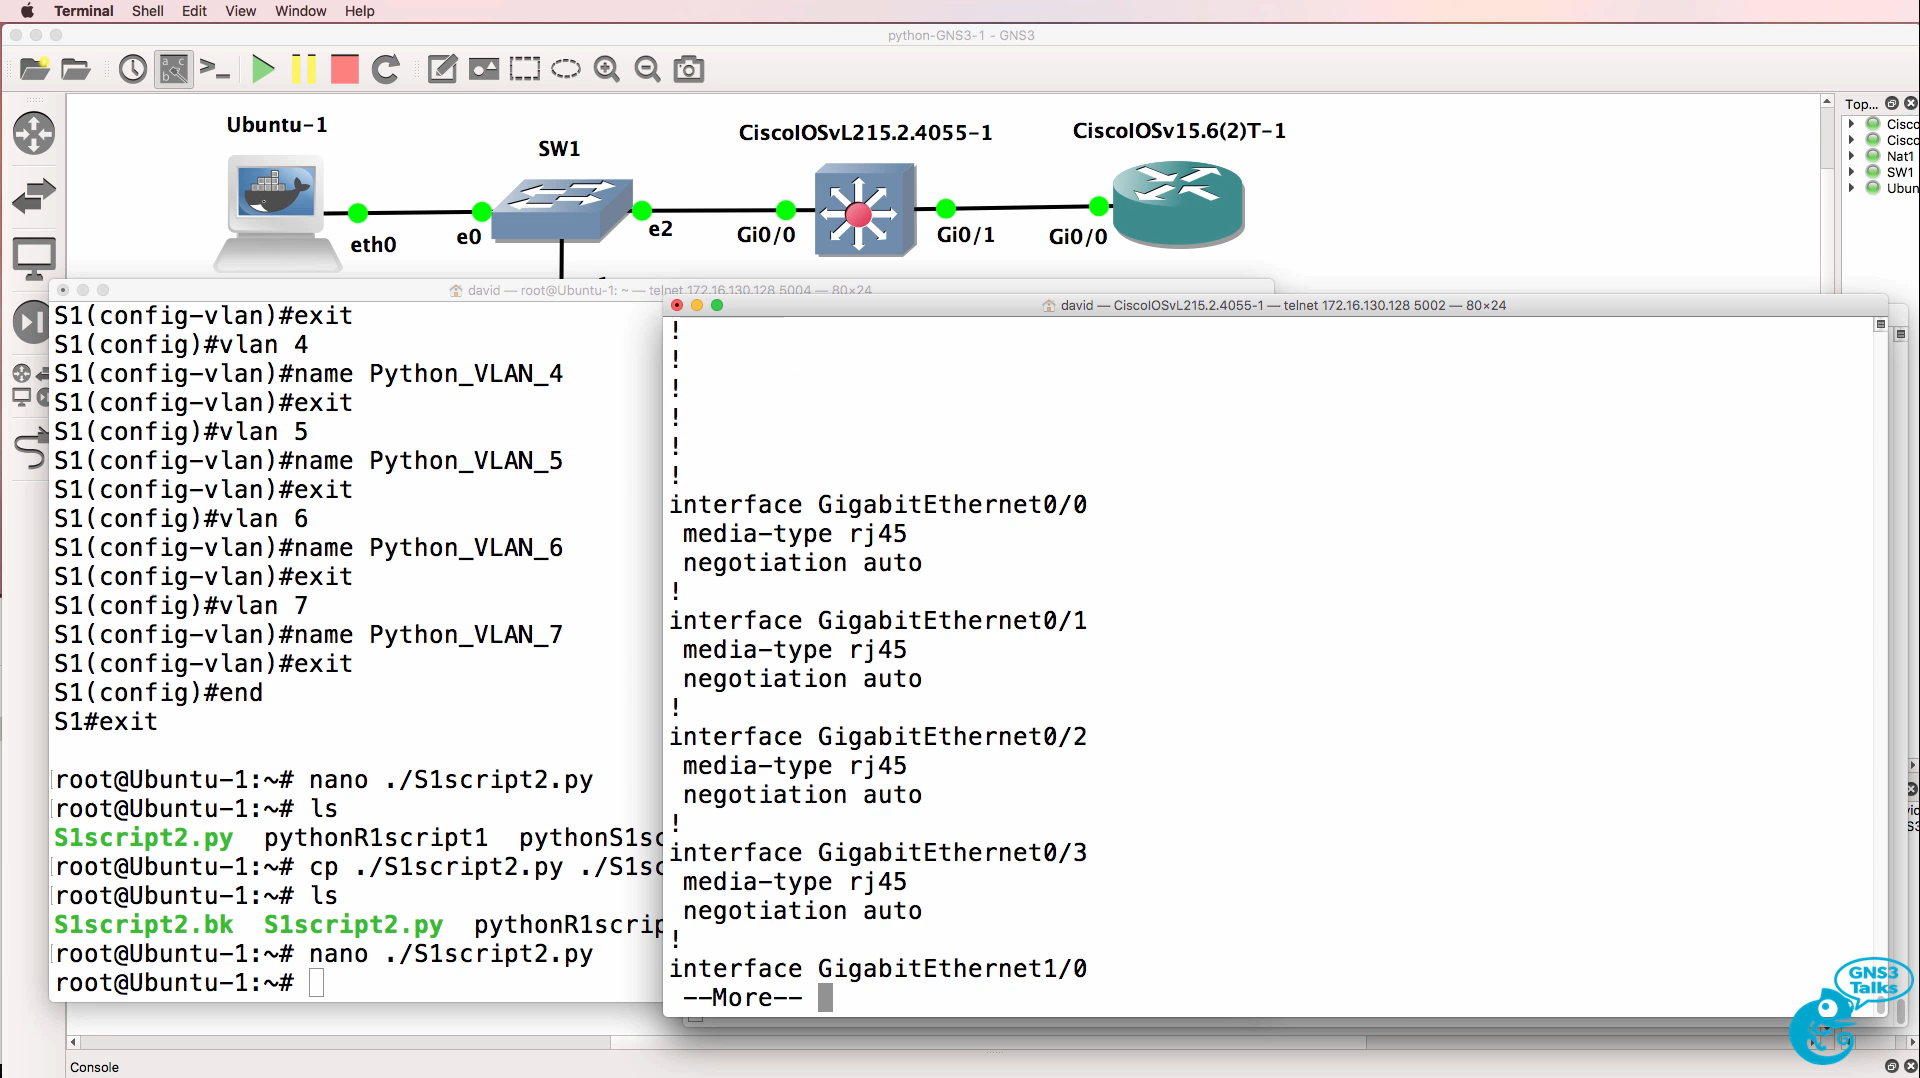 Terminal Shell Edit View Window Help
python-GNS3-1 - GNS3
Ubuntu-1
SW1
CiscoIOSvL215.2.4055-1
CiscoIOSv15.6(2)T-1
eth0
e0
e2
Gi0/0
Gi0/1
Gi0/0
Top...
Cisco
Cisco
Nat1
SW1
Ubun
david — root@Ubuntu-1: ~ — telnet 172.16.130.128 5004 — 80×24
S1(config-vlan)#exit
S1(config)#vlan 4
S1(config-vlan)#name Python_VLAN_4
S1(config-vlan)#exit
S1(config)#vlan 5
S1(config-vlan)#name Python_VLAN_5
S1(config-vlan)#exit
S1(config)#vlan 6
S1(config-vlan)#name Python_VLAN_6
S1(config-vlan)#exit
S1(config)#vlan 7
S1(config-vlan)#name Python_VLAN_7
S1(config-vlan)#exit
S1(config)#end
S1#exit
root@Ubuntu-1:~# nano ./S1script2.py
root@Ubuntu-1:~# ls
S1script2.py pythonR1script1 pythonS1sc
root@Ubuntu-1:~# cp ./S1script2.py ./S1sc
root@Ubuntu-1:~# ls
S1script2.bk S1script2.py pythonR1scrip
root@Ubuntu-1:~# nano ./S1script2.py
root@Ubuntu-1:~#
david — CiscoIOSvL215.2.4055-1 — telnet 172.16.130.128 5002 — 80×24
!
!
!
!
!
!
interface GigabitEthernet0/0
media-type rj45
negotiation auto
!
interface GigabitEthernet0/1
media-type rj45
negotiation auto
!
interface GigabitEthernet0/2
media-type rj45
negotiation auto
!
interface GigabitEthernet0/3
media-type rj45
negotiation auto
!
interface GigabitEthernet1/0
--More--
GNS3
Talks
Console